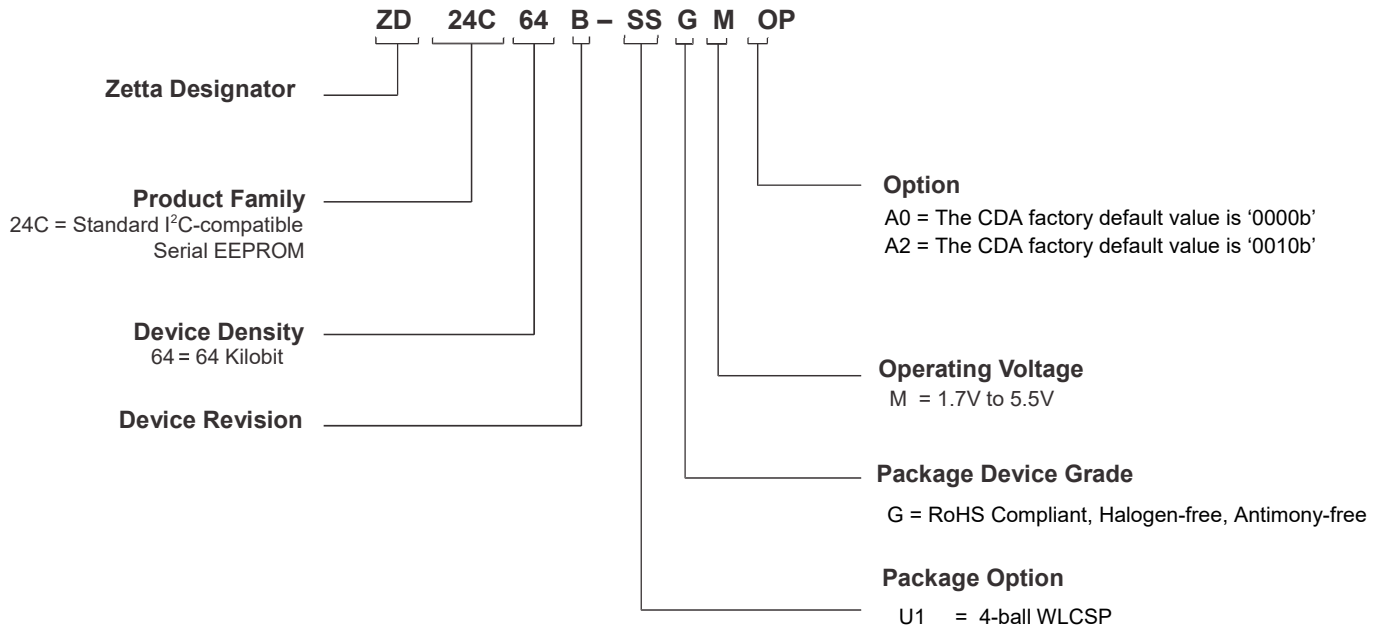 ZD 24C 64 B – SS G M OP
Zetta Designator
Product Family
24C = Standard I²C-compatible
Serial EEPROM
Device Density
64 = 64 Kilobit
Device Revision
Option
A0 = The CDA factory default value is ‘0000b’
A2 = The CDA factory default value is ‘0010b’
Operating Voltage
M = 1.7V to 5.5V
Package Device Grade
G = RoHS Compliant, Halogen-free, Antimony-free
Package Option
U1 = 4-ball WLCSP